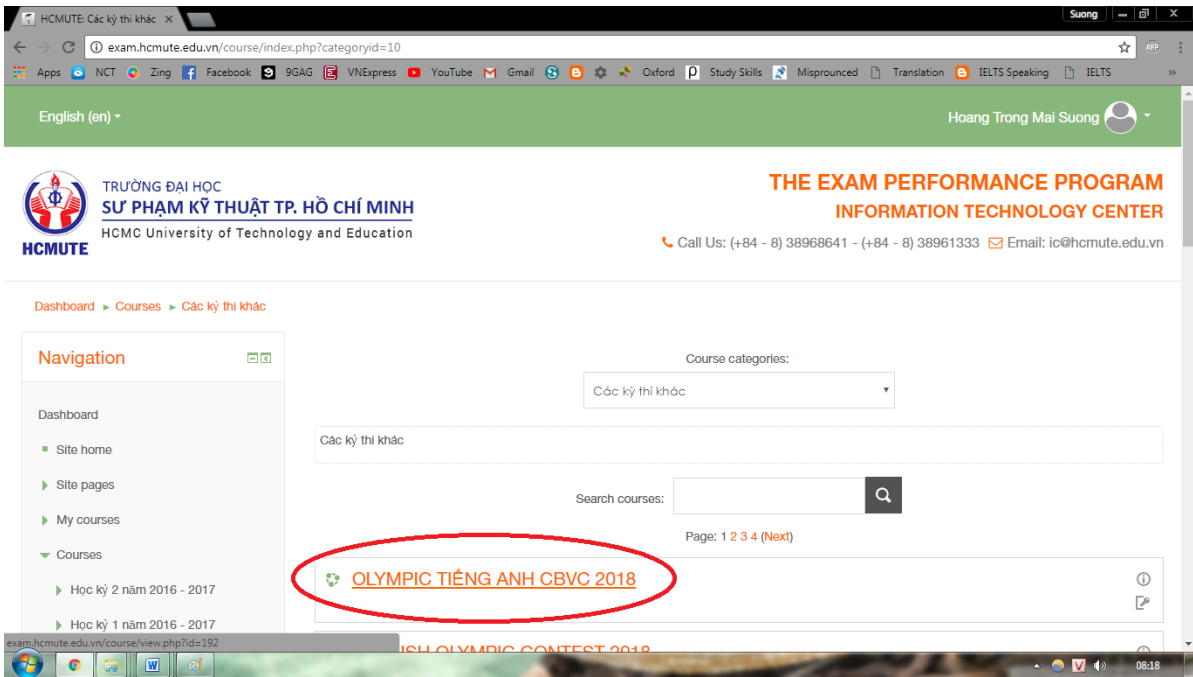 HCMUTE: Các kỳ thi khác
Suong
exam.hcmute.edu.vn/course/index.php?categoryid=10
ABP
Apps NCT Zing Facebook 9GAG VNExpress YouTube Gmail Oxford Study Skills Misprounced Translation IELTS Speaking IELTS
English (en)
Hoang Trong Mai Suong
TRƯỜNG ĐẠI HỌC
SƯ PHẠM KỸ THUẬT TP. HỒ CHÍ MINH
HCMC University of Technology and Education
HCMUTE
THE EXAM PERFORMANCE PROGRAM
INFORMATION TECHNOLOGY CENTER
Call Us: (+84 - 8) 38968641 - (+84 - 8) 38961333 Email: ic@hcmute.edu.vn
Dashboard ► Courses ► Các kỳ thi khác
Navigation
Dashboard
Site home
Site pages
My courses
Courses
Học kỳ 2 năm 2016 - 2017
Học kỳ 1 năm 2016 - 2017
Course categories:
Các kỳ thi khác
Các kỳ thi khác
Search courses:
Page: 1 2 3 4 (Next)
OLYMPIC TIẾNG ANH CBVC 2018
OLYMPIC CONTEST 2018
exam.hcmute.edu.vn/course/view.php?id=192
08:18